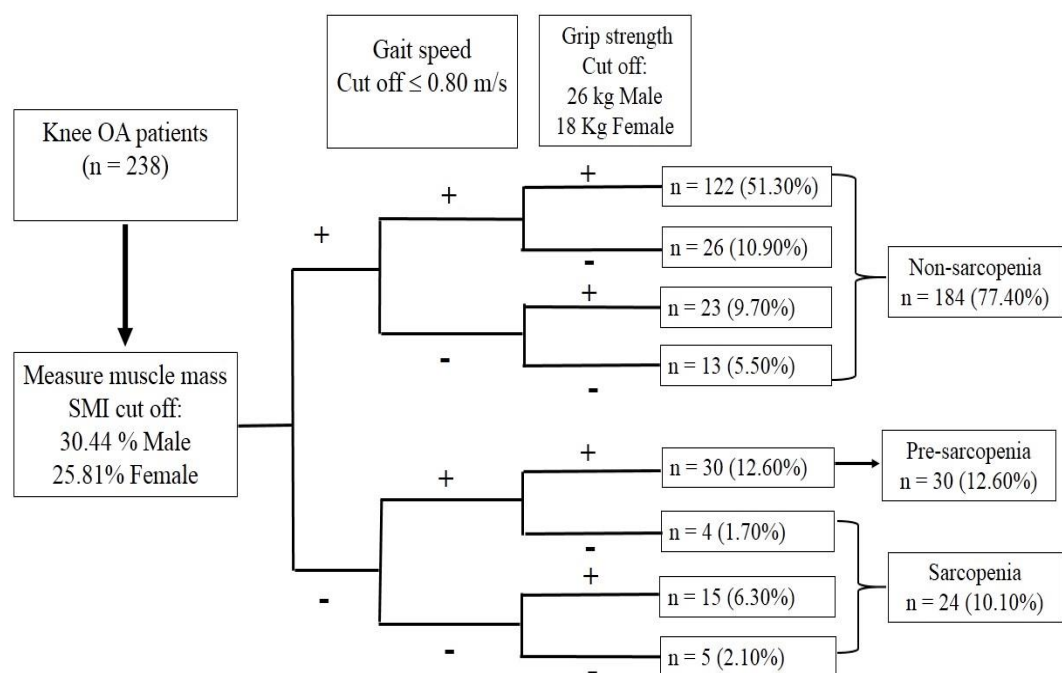 Gait speed
Cut off ≤ 0.80 m/s
Grip strength
Cut off:
26 kg Male
18 Kg Female
Knee OA patients
(n = 238)
Measure muscle mass
SMI cut off:
30.44 % Male
25.81% Female
+
+
+
n = 122 (51.30%)
-
n = 26 (10.90%)
-
+
n = 23 (9.70%)
-
n = 13 (5.50%)
Non-sarcopenia
n = 184 (77.40%)
-
+
+
n = 30 (12.60%)
Pre-sarcopenia
n = 30 (12.60%)
-
n = 4 (1.70%)
-
+
n = 15 (6.30%)
-
n = 5 (2.10%)
Sarcopenia
n = 24 (10.10%)